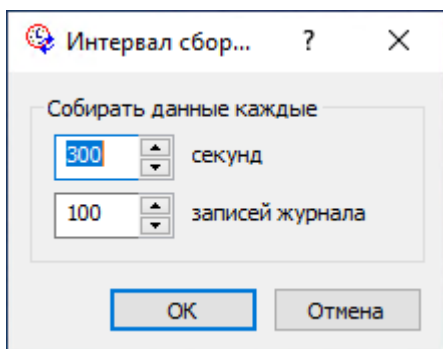 Интервал сбор... ?
Собирать данные каждые
300 секунд
100 записей журнала
OK Отмена